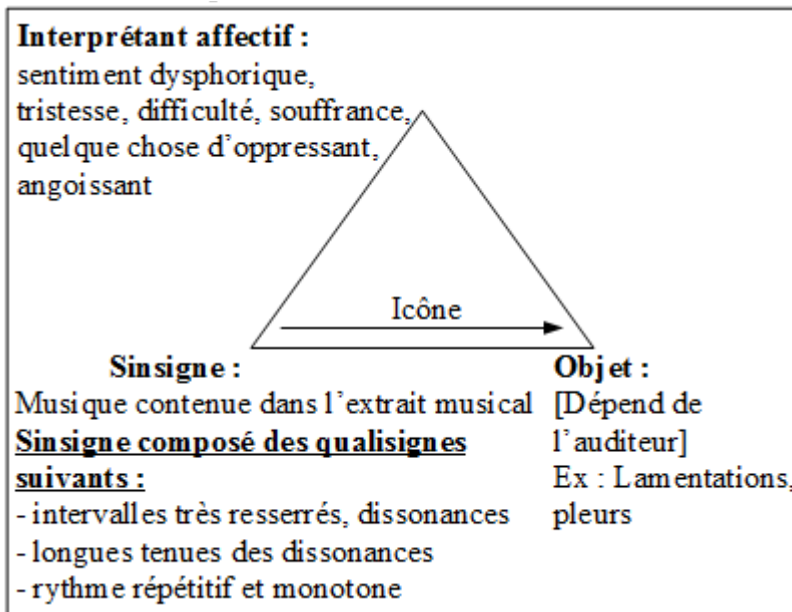 Interprétant affectif :
sentiment dysphorique,
tristesse, difficulté, souffrance,
quelque chose d'oppressant,
angoissant
Icône
Sinsigne :
Musique contenue dans l'extrait musical
Sinsigne composé des qualisignes
suivants :
- intervalles très resserrés, dissonances
- longues tenues des dissonances
- rythme répétitif et monotone
Objet :
[Dépend de
l'auditeur]
Ex : Lamentations,
pleurs